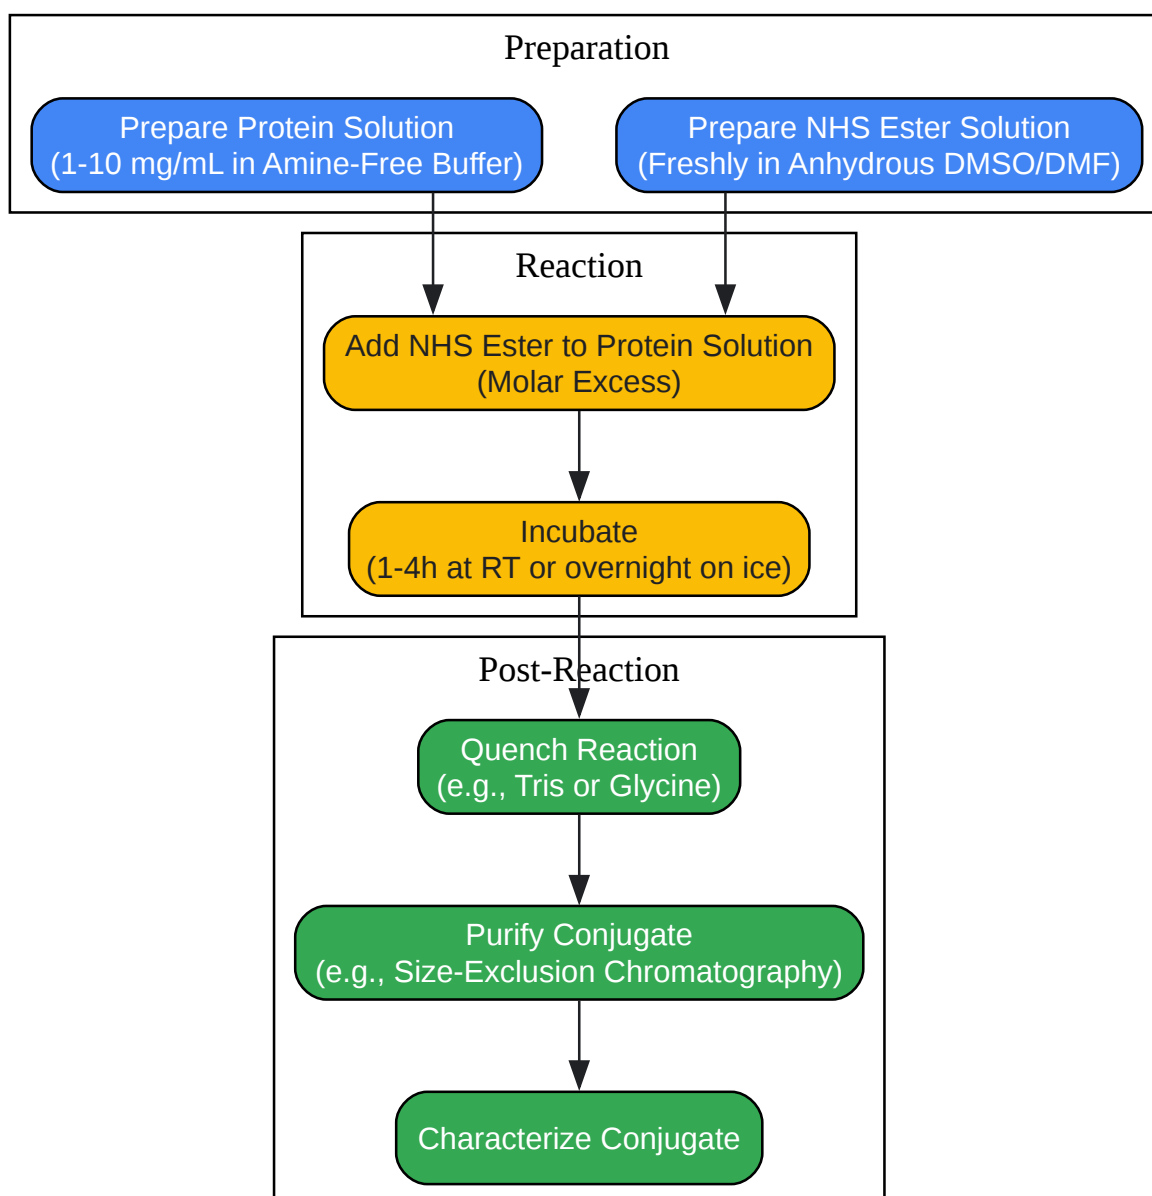 Preparation
Prepare Protein Solution
(1-10 mg/mL in Amine-Free Buffer)
Prepare NHS Ester Solution
(Freshly in Anhydrous DMSO/DMF)
Reaction
Add NHS Ester to Protein Solution
(Molar Excess)
Incubate
(1-4h at RT or overnight on ice)
Post-Reaction
Quench Reaction
(e.g., Tris or Glycine)
Purify Conjugate
(e.g., Size-Exclusion Chromatography)
Characterize Conjugate